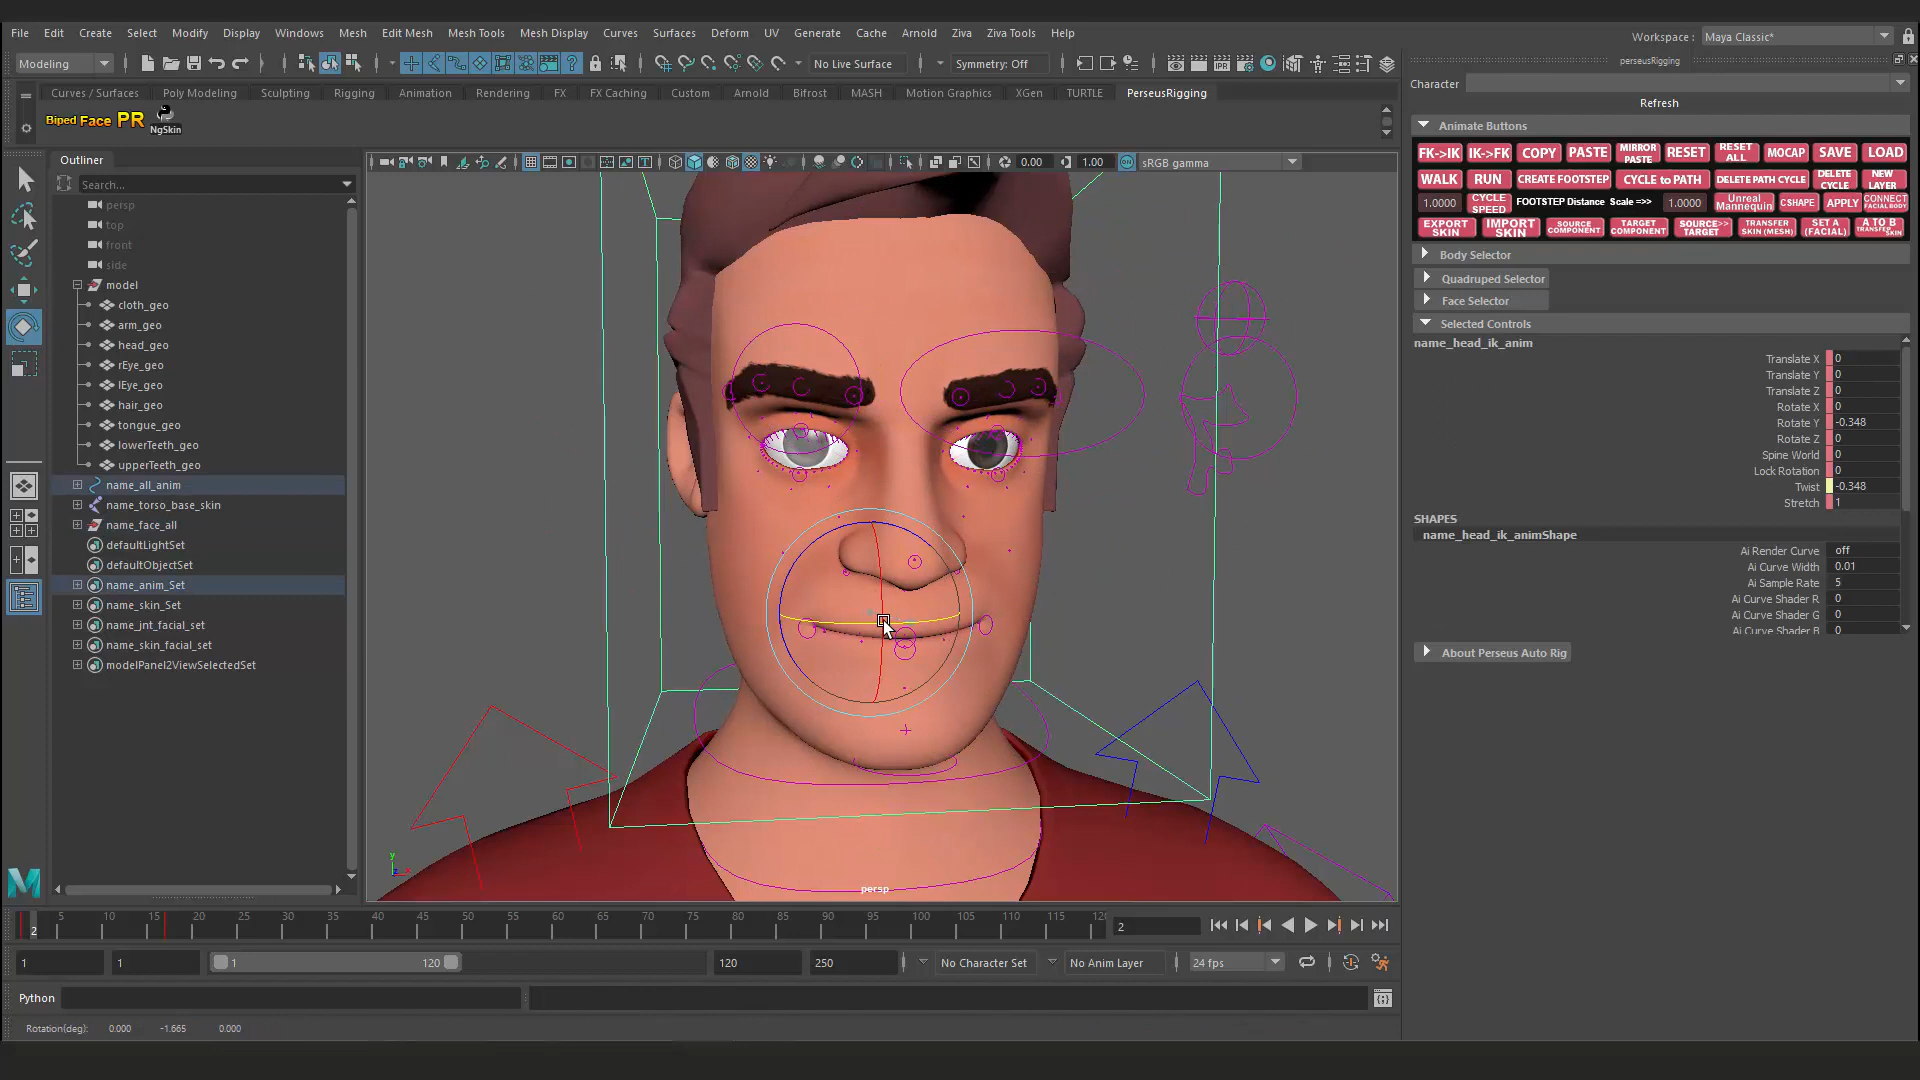 File Edit Create Select Modify Display Windows Mesh Edit Mesh Mesh Tools Mesh Display Curves Surfaces Deform UV Generate Cache Arnold Ziva Ziva Tools Help
Workspace : Maya Classic*
Modeling No Live Surface Symmetry: Off
perseusRigging
Curves / Surfaces Poly Modeling Sculpting Rigging Animation Rendering FX FX Caching Custom Arnold Bifrost MASH Motion Graphics XGen TURTLE PerseusRigging
Biped Face PR NgSkin
Character
Refresh
Animate Buttons
FK->IK IK->FK COPY PASTE MIRROR PASTE RESET RESET ALL MOCAP SAVE LOAD
WALK RUN CREATE FOOTSTEP CYCLE to PATH DELETE PATH CYCLE DELETE CYCLE NEW LAYER
1.0000 CYCLE SPEED FOOTSTEP Distance Scale =>> 1.0000 Unreal Mannequin CSHAPE APPLY CONNECT FACIAL BODY
EXPORT SKIN IMPORT SKIN SOURCE COMPONENT TARGET COMPONENT SOURCE>> TARGET TRANSFER SKIN (MESH) SET A (FACIAL) A TO B TRANSFER SKIN
Body Selector
Quadruped Selector
Face Selector
Selected Controls
name_head_ik_anim
Translate X 0
Translate Y 0
Translate Z 0
Rotate X 0
Rotate Y -0.348
Rotate Z 0
Spine World 0
Lock Rotation 0
Twist -0.348
Stretch 1
SHAPES
name_head_ik_animShape
Ai Render Curve off
Ai Curve Width 0.01
Ai Sample Rate 5
Ai Curve Shader R 0
Ai Curve Shader G 0
Ai Curve Shader B 0
About Perseus Auto Rig
Outliner
Search...
persp
top
front
side
model
cloth_geo
arm_geo
head_geo
rEye_geo
lEye_geo
hair_geo
tongue_geo
lowerTeeth_geo
upperTeeth_geo
name_all_anim
name_torso_base_skin
name_face_all
defaultLightSet
defaultObjectSet
name_anim_Set
name_skin_Set
name_jnt_facial_set
name_skin_facial_set
modelPanel2ViewSelectedSet
0.00 1.00 sRGB gamma
y
persp
5 10 15 20 25 30 35 40 45 50 55 60 65 70 75 80 85 90 95 100 105 110 115 120
2
2
1 1 1 120 120 250 No Character Set No Anim Layer 24 fps
Python
Rotation(deg): 0.000 -1.665 0.000